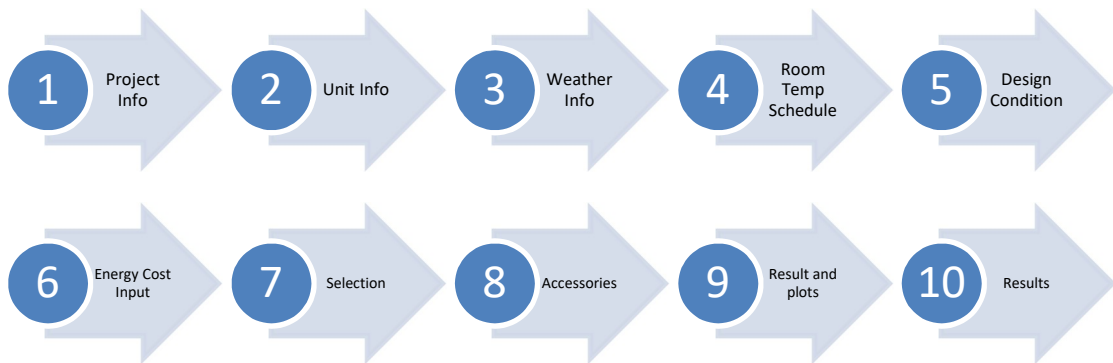 1
Project
Info
2
Unit Info
3
Weather
Info
4
Room
Temp
Schedule
5
Design
Condition
6
Energy Cost
Input
7
Selection
8
Accessories
9
Result and
plots
10
Results